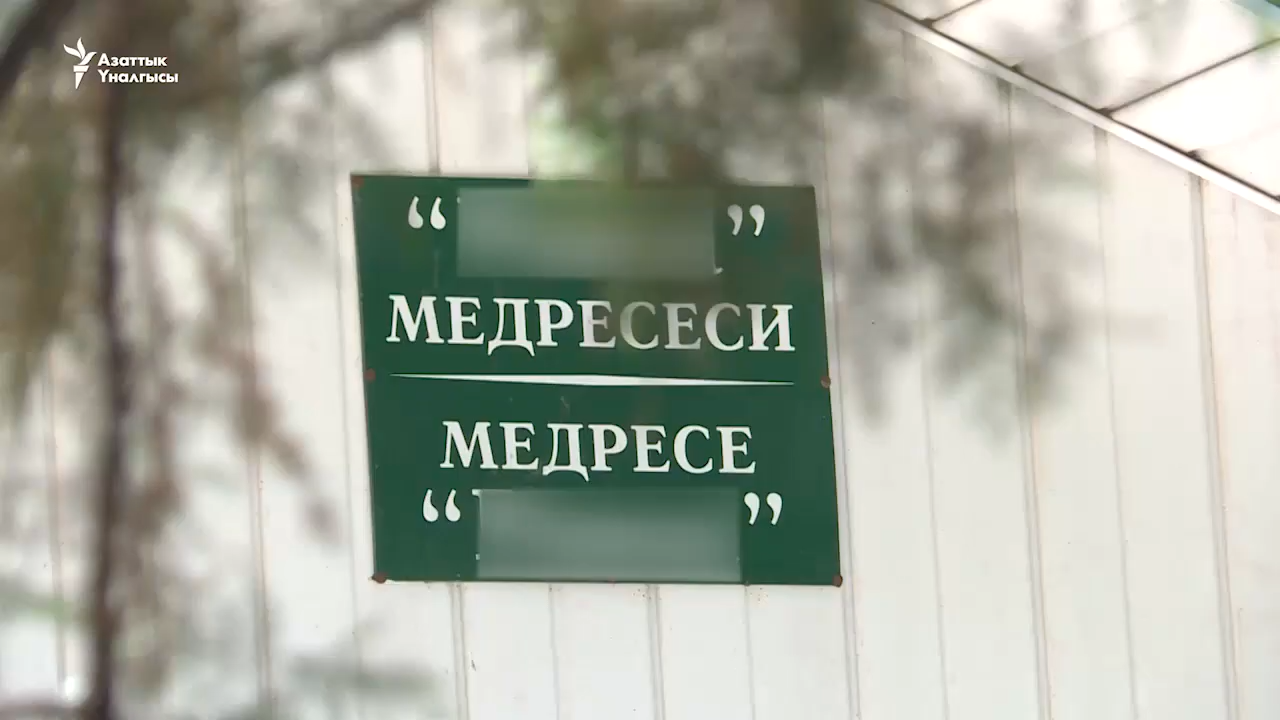 Азаттык
Үналгысы
“ ”
МЕДРЕСЕСИ
МЕДРЕСЕ
“ ”